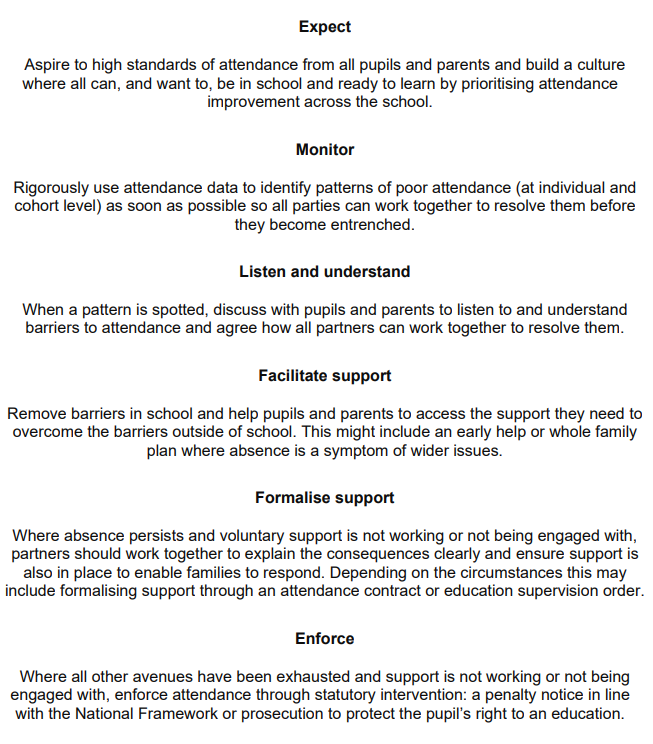 Expect
Aspire to high standards of attendance from all pupils and parents and build a culture
where all can, and want to, be in school and ready to learn by prioritising attendance
improvement across the school.
Monitor
Rigorously use attendance data to identify patterns of poor attendance (at individual and
cohort level) as soon as possible so all parties can work together to resolve them before
they become entrenched.
Listen and understand
When a pattern is spotted, discuss with pupils and parents to listen to and understand
barriers to attendance and agree how all partners can work together to resolve them.
Facilitate support
Remove barriers in school and help pupils and parents to access the support they need to
overcome the barriers outside of school. This might include an early help or whole family
plan where absence is a symptom of wider issues.
Formalise support
Where absence persists and voluntary support is not working or not being engaged with,
partners should work together to explain the consequences clearly and ensure support is
also in place to enable families to respond. Depending on the circumstances this may
include formalising support through an attendance contract or education supervision order.
Enforce
Where all other avenues have been exhausted and support is not working or not being
engaged with, enforce attendance through statutory intervention: a penalty notice in line
with the National Framework or prosecution to protect the pupil’s right to an education.